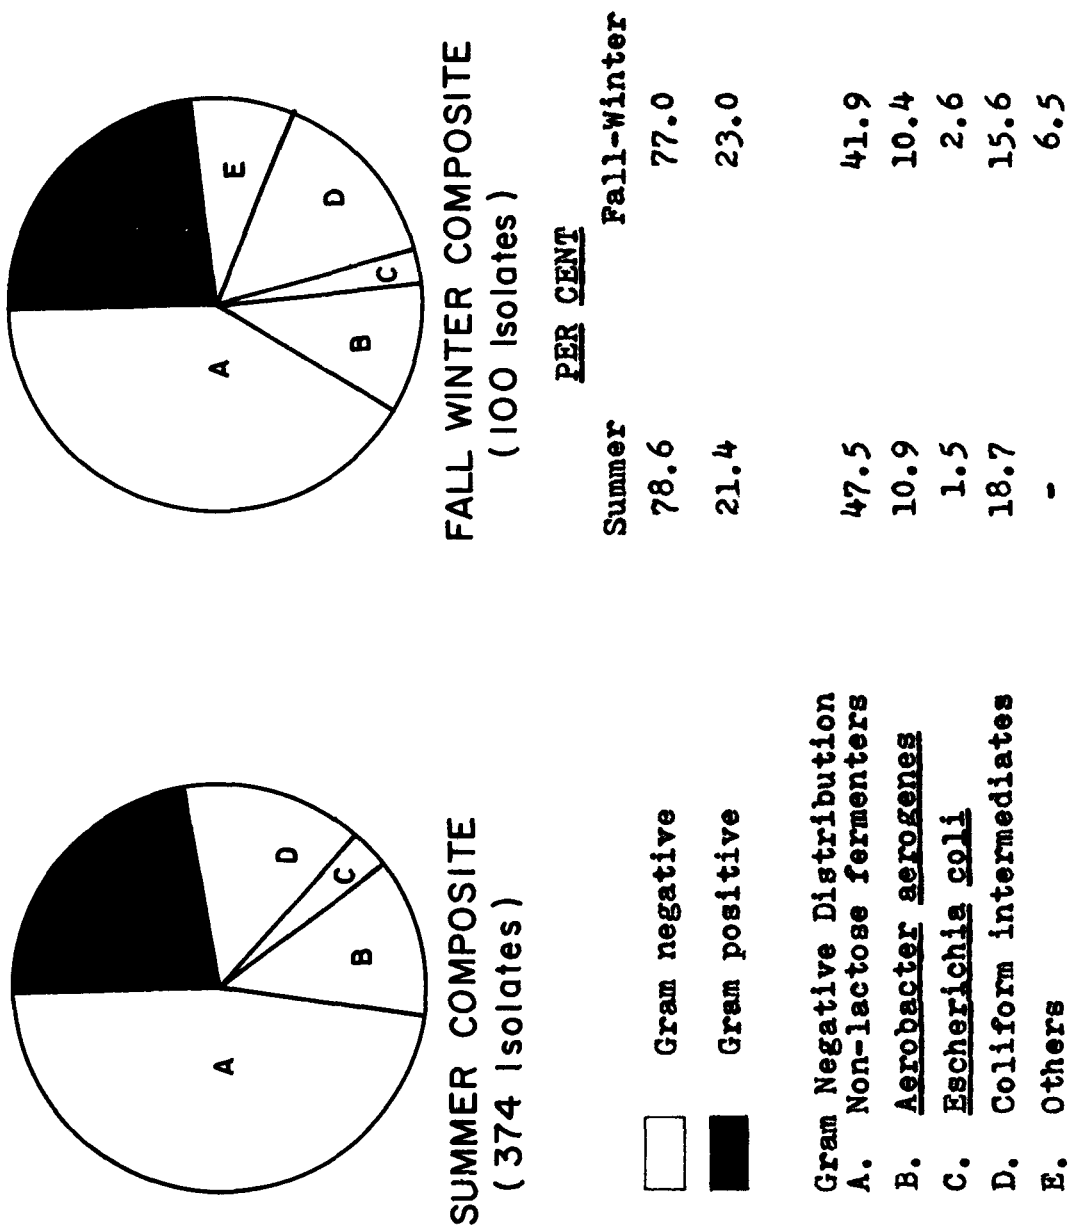 A
B
C
D
SUMMER COMPOSITE
(374 Isolates)
A
B
C
D
E
FALL WINTER COMPOSITE
(100 Isolates)
PER CENT
Summer Fall-Winter
Gram negative 78.6 77.0
Gram positive 21.4 23.0
Gram Negative Distribution
A. Non-lactose fermenters 47.5 41.9
B. Aerobacter aerogenes 10.9 10.4
C. Escherichia coli 1.5 2.6
D. Coliform intermediates 18.7 15.6
E. Others - 6.5